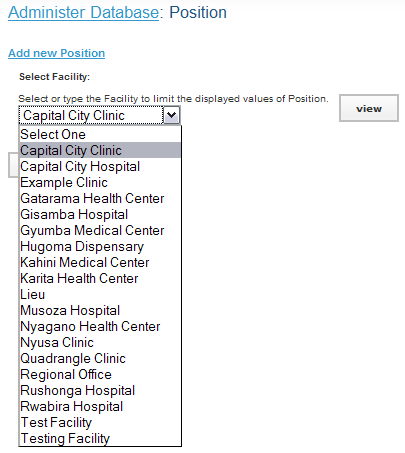 Administer Database: Position
Add new Position
Select Facility:
Select or type the Facility to limit the displayed values of Position.
Capital City Clinic
view
Select One
Capital City Clinic
Capital City Hospital
Example Clinic
Gatarama Health Center
Gisamba Hospital
Gyumba Medical Center
Hugoma Dispensary
Kahini Medical Center
Karita Health Center
Lieu
Musoza Hospital
Nyagano Health Center
Nyusa Clinic
Quadrangle Clinic
Regional Office
Rushonga Hospital
Rwabira Hospital
Test Facility
Testing Facility